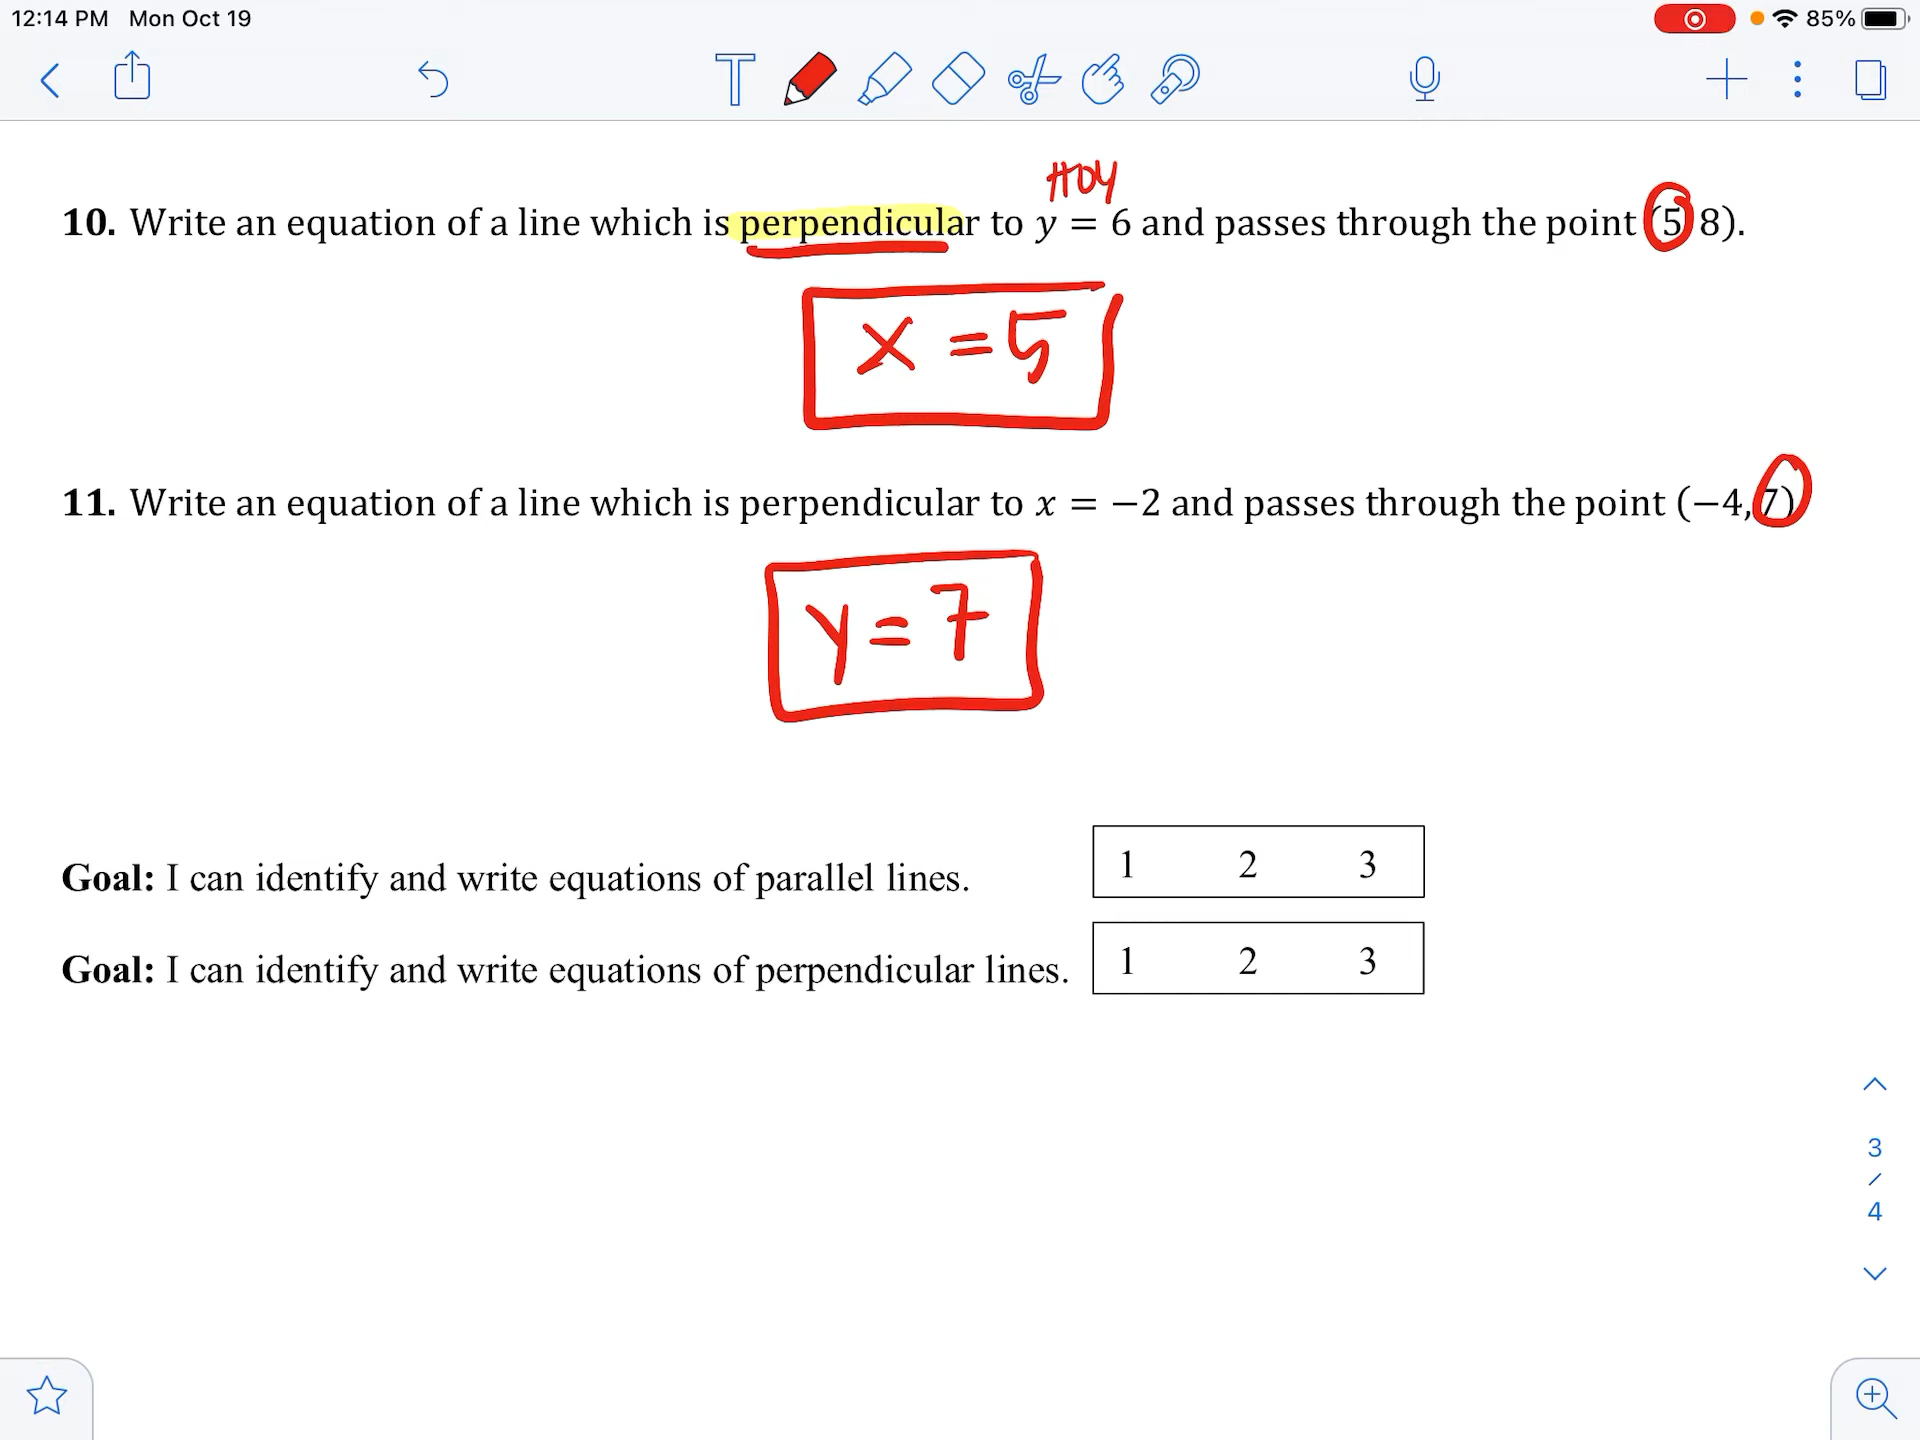 12:14 PM Mon Oct 19 85%
T
HOY
10. Write an equation of a line which is perpendicular to y = 6 and passes through the point (5, 8).
x = 5
11. Write an equation of a line which is perpendicular to x = −2 and passes through the point (−4, 7)
y = 7
Goal: I can identify and write equations of parallel lines. 1 2 3
Goal: I can identify and write equations of perpendicular lines. 1 2 3
3
/
4